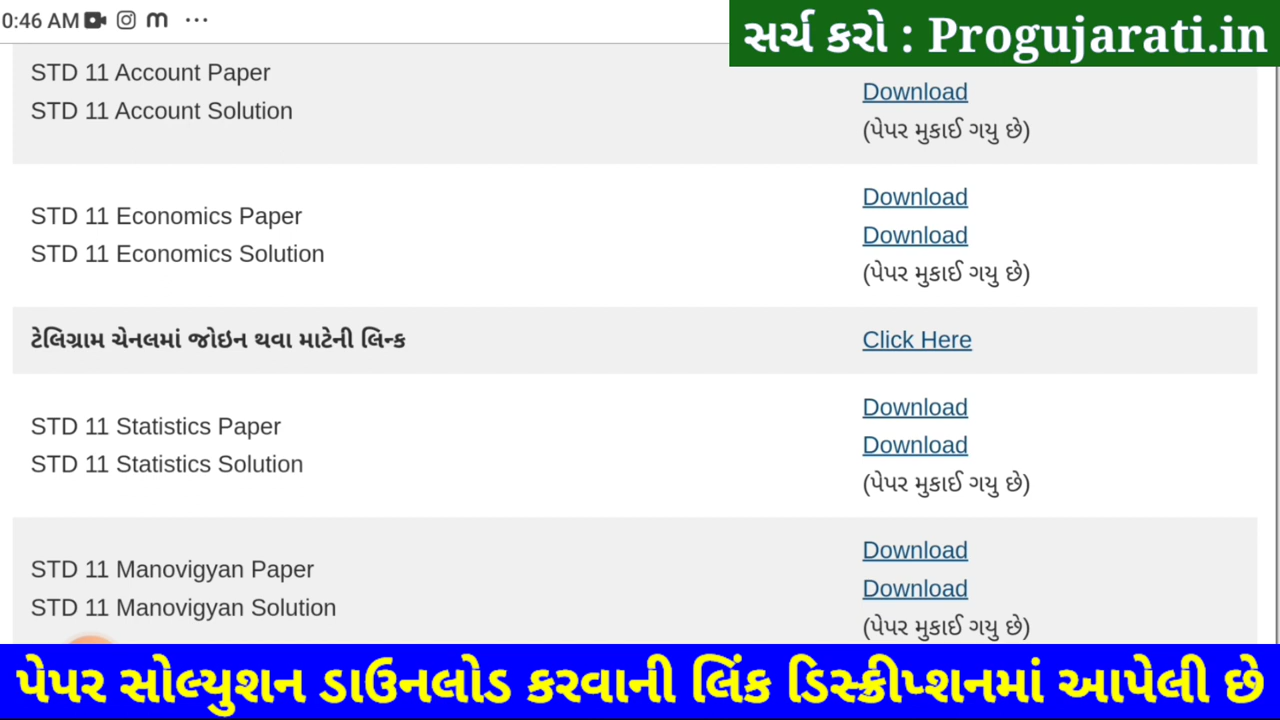 0:46 AM
સર્ચ કરો : Progujarati.in
STD 11 Account Paper
STD 11 Account Solution
Download
(પેપર મુકાઈ ગયુ છે)
STD 11 Economics Paper
STD 11 Economics Solution
Download
Download
(પેપર મુકાઈ ગયુ છે)
ટેલિગ્રામ ચેનલમાં જોઇન થવા માટેની લિન્ક
Click Here
STD 11 Statistics Paper
STD 11 Statistics Solution
Download
Download
(પેપર મુકાઈ ગયુ છે)
STD 11 Manovigyan Paper
STD 11 Manovigyan Solution
Download
Download
(પેપર મુકાઈ ગયુ છે)
પેપર સોલ્યુશન ડાઉનલોડ કરવાની લિંક ડિસ્ક્રીપ્શનમાં આપેલી છે